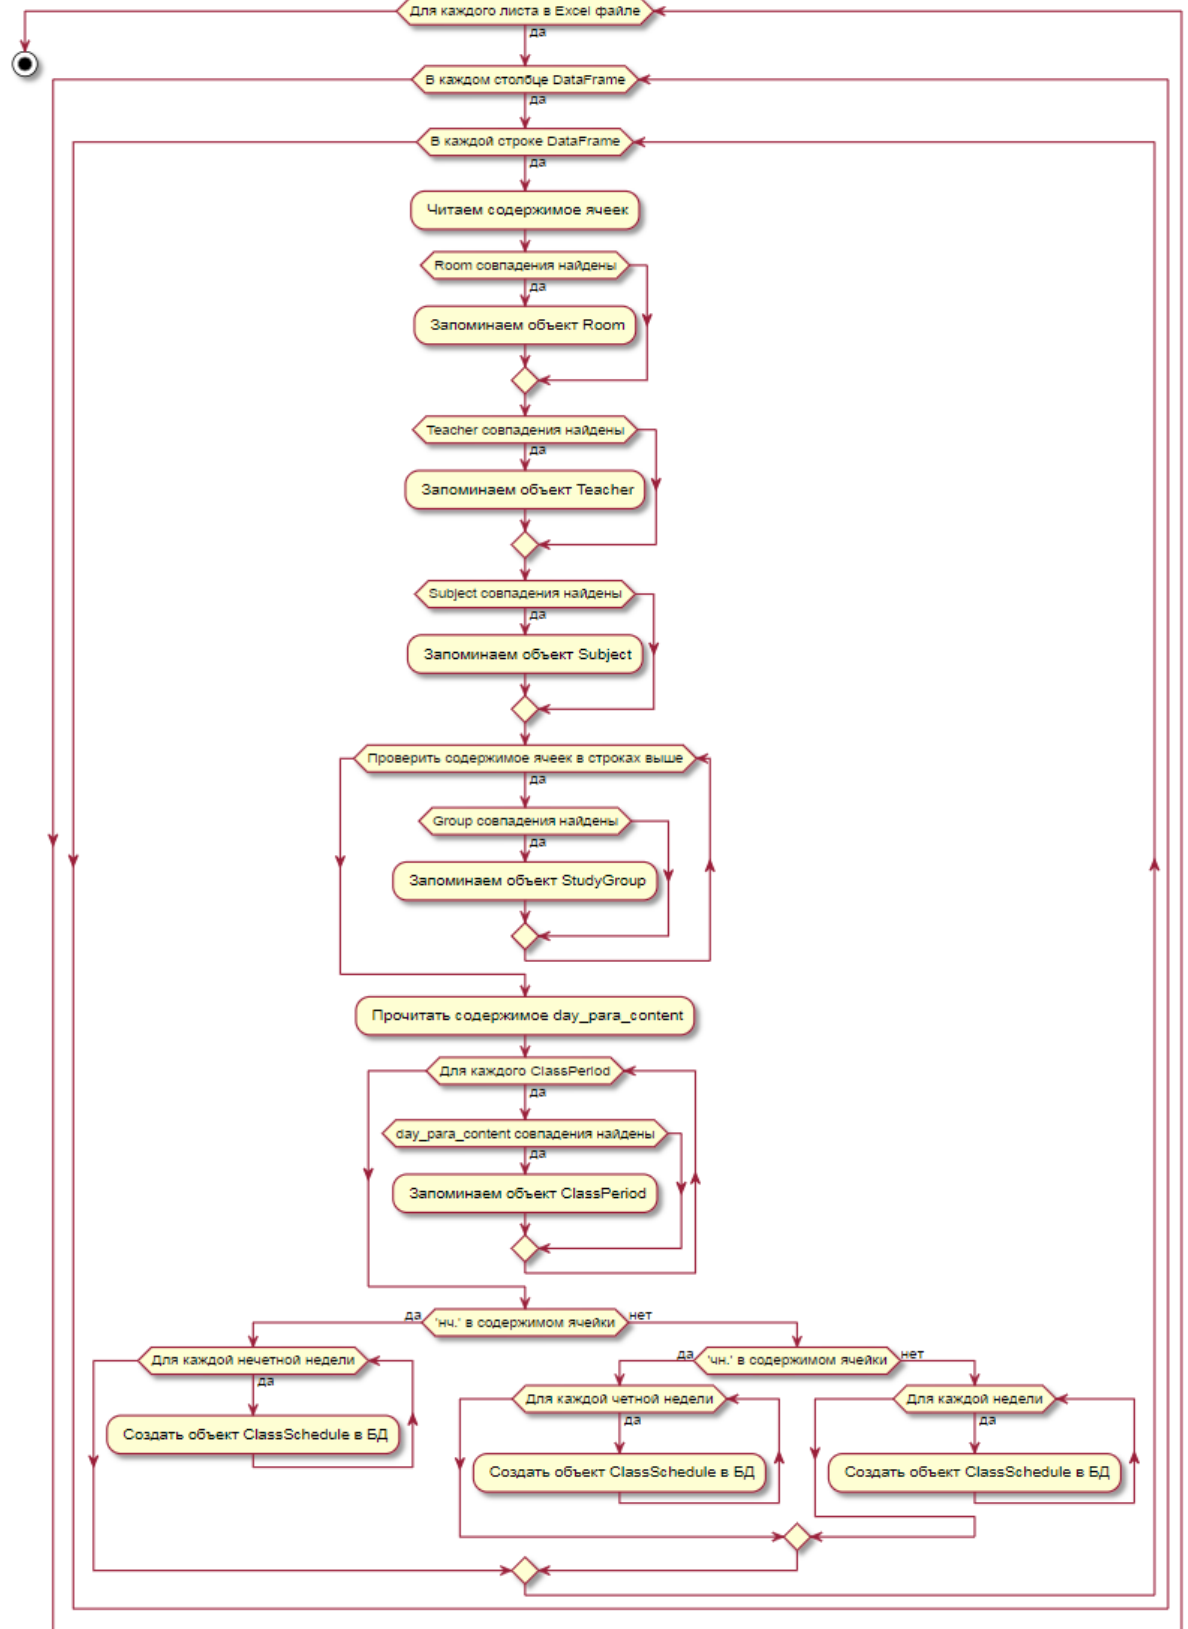 Для каждого листа в Excel файле
да
В каждом столбце DataFrame
да
В каждой строке DataFrame
да
Читаем содержимое ячеек
Room совпадения найдены
да
Запоминаем объект Room
Teacher совпадения найдены
да
Запоминаем объект Teacher
Subject совпадения найдены
да
Запоминаем объект Subject
Проверить содержимое ячеек в строках выше
да
Group совпадения найдены
да
Запоминаем объект StudyGroup
Прочитать содержимое day_para_content
Для каждого ClassPeriod
да
day_para_content совпадения найдены
да
Запоминаем объект ClassPeriod
да
'нч.' в содержимом ячейки
нет
Для каждой нечетной недели
да
Создать объект ClassSchedule в БД
да
'чн.' в содержимом ячейки
нет
Для каждой четной недели
да
Создать объект ClassSchedule в БД
Для каждой недели
да
Создать объект ClassSchedule в БД